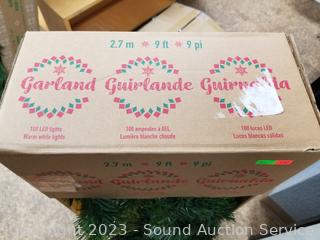 2.7 m * 9 ft * 9 pi
Garland Guirlande Guirnalda
100 LED lights 100 ampoules à DEL 100 luces LED
Warm white lights Lumière blanche chaude Luces blancas cálidas
2.7 m * 9 ft * 9 pi
Garland Guirlande Guirnalda
Copyright 2023 - Sound Auction Service